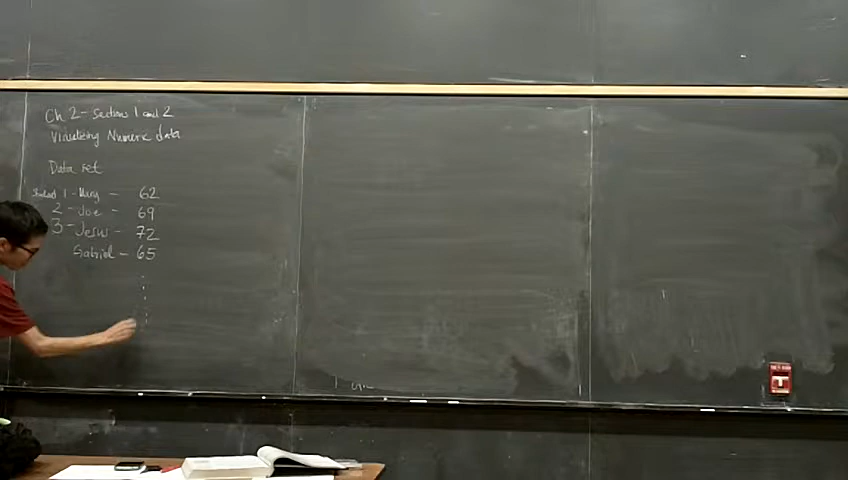 Ch 2 - Sections 1 and 2
Visualizing Numeric data
Data set
Student 1 - Mary - 62
2 - Joe - 69
3 - Jesus - 72
Gabriel - 65